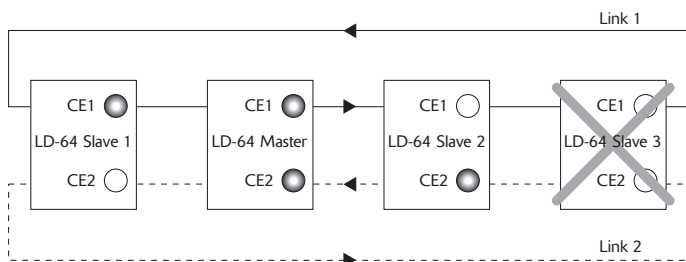 Link 1
CE1 CE1 CE1 CE1
LD-64 Slave 1 LD-64 Master LD-64 Slave 2 LD-64 Slave 3
CE2 CE2 CE2 CE2
Link 2